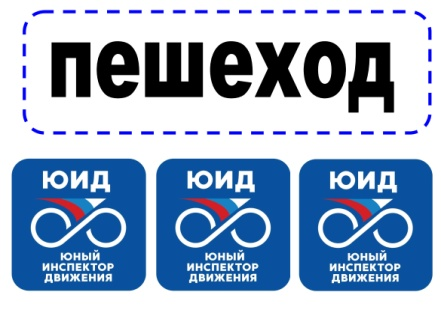 пешеход
ЮИД ЮИД ЮИД
ЮНЫЙ ЮНЫЙ ЮНЫЙ
ИНСПЕКТОР ИНСПЕКТОР ИНСПЕКТОР
ДВИЖЕНИЯ ДВИЖЕНИЯ ДВИЖЕНИЯ